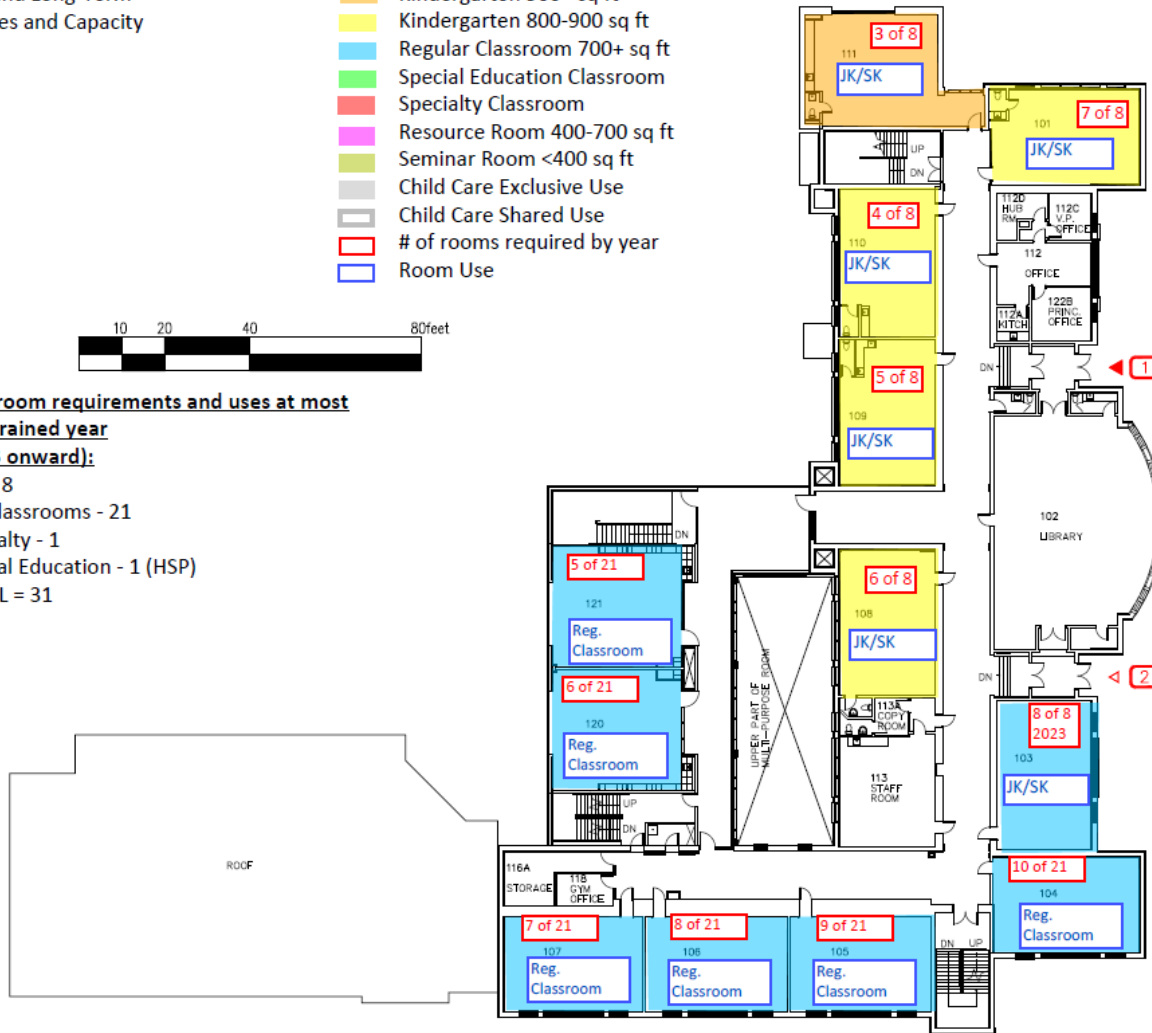 es and Capacity
Kindergarten 800-900 sq ft
Regular Classroom 700+ sq ft
Special Education Classroom
Specialty Classroom
Resource Room 400-700 sq ft
Seminar Room <400 sq ft
Child Care Exclusive Use
Child Care Shared Use
# of rooms required by year
Room Use
10 20 40 80feet
room requirements and uses at most
rained year
onward):
8
lassrooms - 21
alty - 1
al Education - 1 (HSP)
L = 31
3 of 8
111
JK/SK
7 of 8
101
JK/SK
UP
DN
4 of 8
110
JK/SK
112D
HUB
RM.
112C
V.P.
OFFICE
112
OFFICE
112A
KITCH
122B
PRINC.
OFFICE
5 of 8
109
JK/SK
DN
1
102
LIBRARY
DN
5 of 21
121
Reg.
Classroom
6 of 21
120
Reg.
Classroom
UP
DN
UPPER PART OF
MULTI-PURPOSE ROOM
6 of 8
108
JK/SK
113A
COPY
ROOM
113
STAFF
ROOM
DN
2
8 of 8
2023
103
JK/SK
10 of 21
104
Reg.
Classroom
ROOF
116A
STORAGE
118
GYM
OFFICE
7 of 21
107
Reg.
Classroom
8 of 21
106
Reg.
Classroom
9 of 21
105
Reg.
Classroom
DN UP